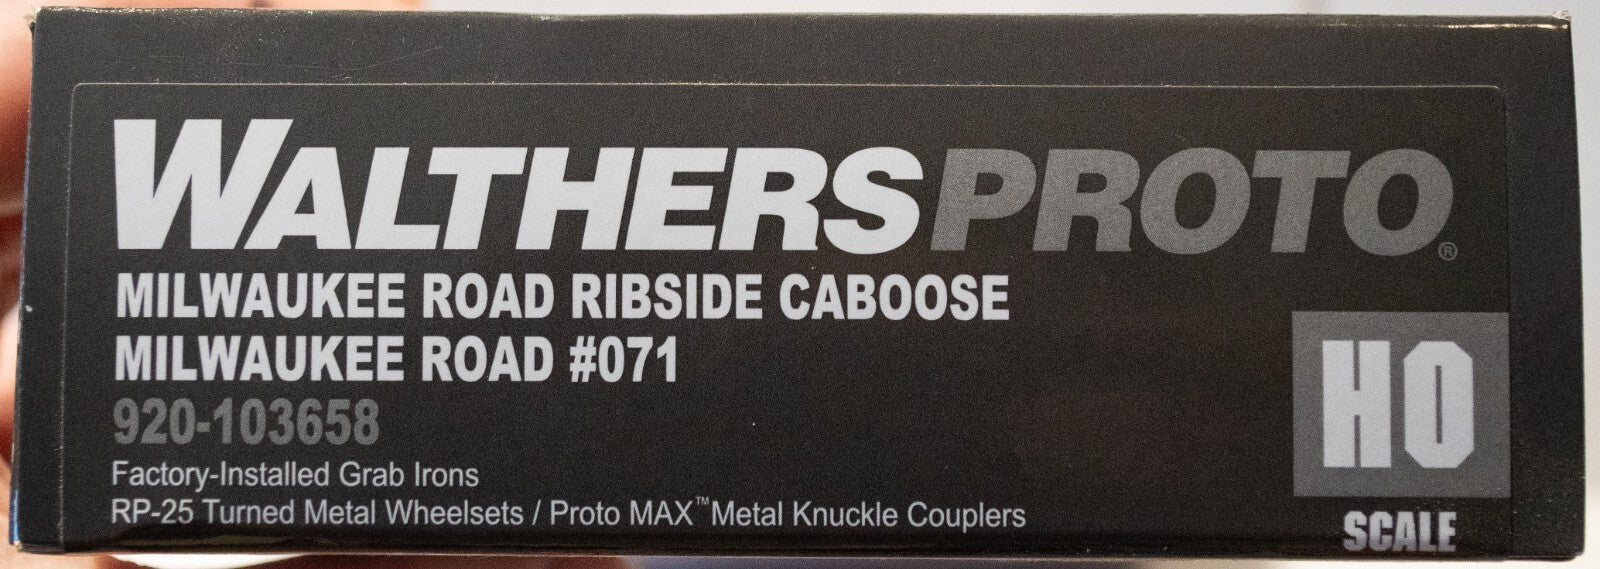 WALTHERSPROTO®
MILWAUKEE ROAD RIBSIDE CABOOSE
MILWAUKEE ROAD #071
920-103658
Factory-Installed Grab Irons
RP-25 Turned Metal Wheelsets / Proto MAX™ Metal Knuckle Couplers
HO
SCALE